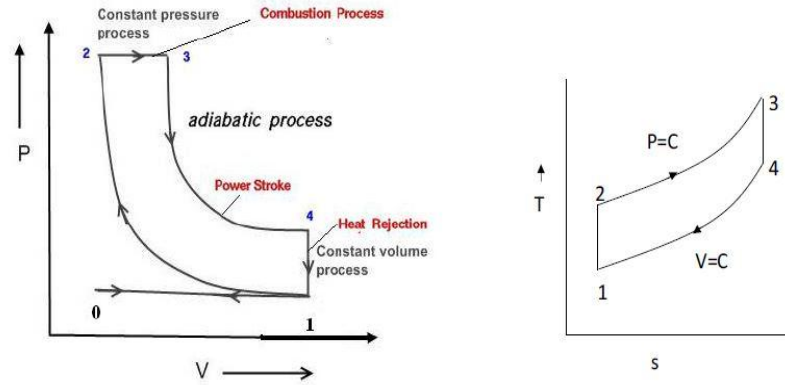 Constant pressure
process
Combustion Process
2
3
adiabatic process
P
Power Stroke
4
Heat Rejection
Constant volume
process
0
1
V
3
P=C
4
T
2
V=C
1
s